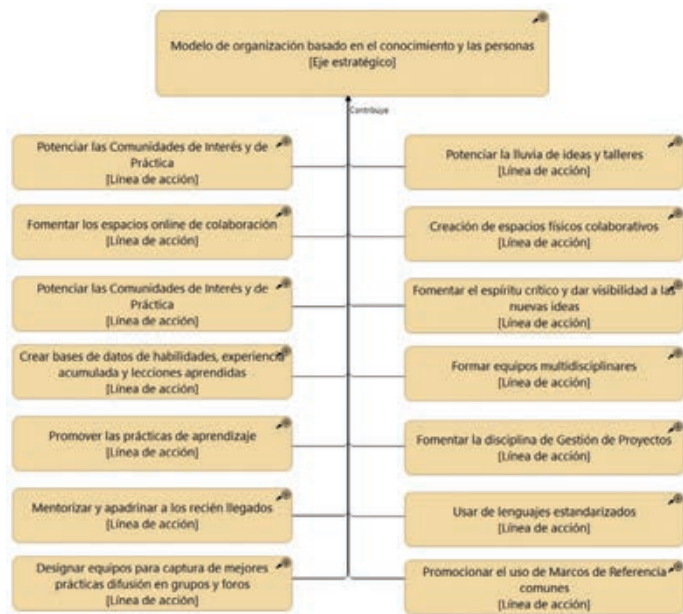 Modelo de organización basado en el conocimiento y las personas
[Eje estratégico]
Contribuye
Potenciar las Comunidades de Interés y de
Práctica
[Línea de acción]
Potenciar la lluvia de ideas y talleres
[Línea de acción]
Fomentar los espacios online de colaboración
[Línea de acción]
Creación de espacios físicos colaborativos
[Línea de acción]
Potenciar las Comunidades de Interés y de
Práctica
[Línea de acción]
Fomentar el espíritu crítico y dar visibilidad a las
nuevas ideas
[Línea de acción]
Crear bases de datos de habilidades, experiencia
acumulada y lecciones aprendidas
[Línea de acción]
Formar equipos multidisciplinares
[Línea de acción]
Promover las prácticas de aprendizaje
[Línea de acción]
Fomentar la disciplina de Gestión de Proyectos
[Línea de acción]
Mentorizar y apadrinar a los recién llegados
[Línea de acción]
Usar de lenguajes estandarizados
[Línea de acción]
Designar equipos para captura de mejores
prácticas difusión en grupos y foros
[Línea de acción]
Promocionar el uso de Marcos de Referencia
comunes
[Línea de acción]